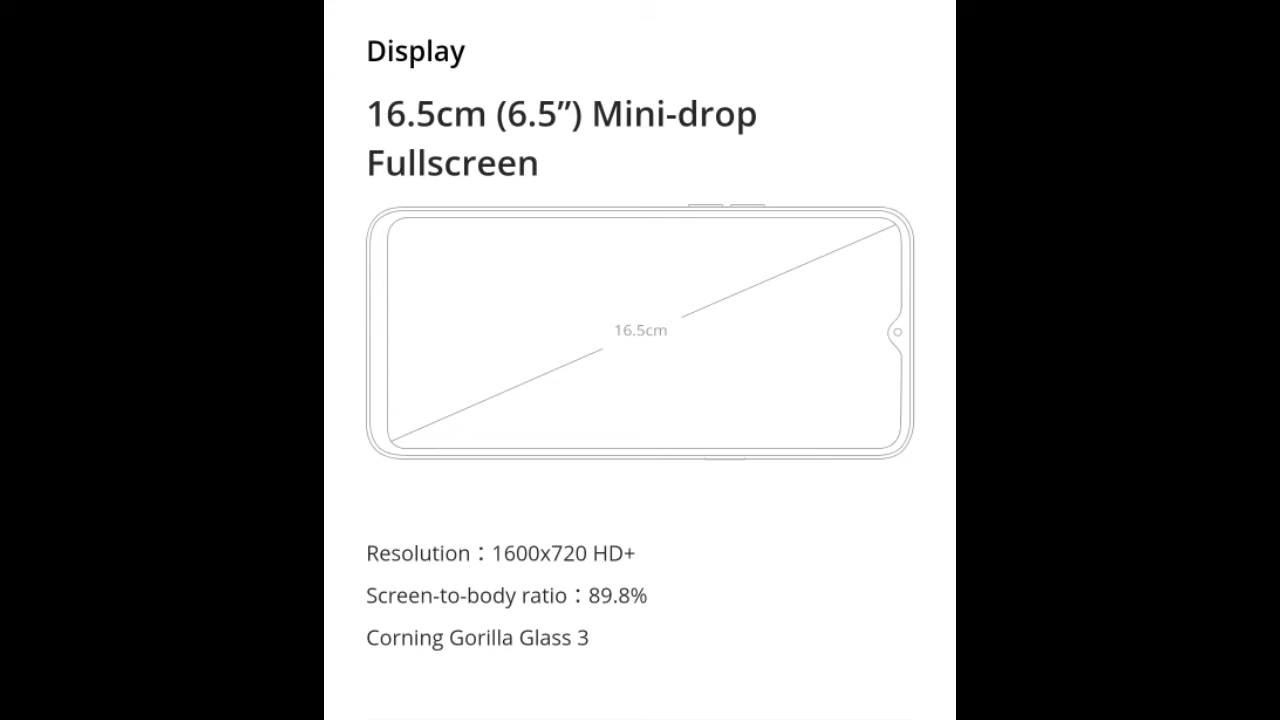 Display
16.5cm (6.5”) Mini-drop
Fullscreen
16.5cm
Resolution：1600x720 HD+
Screen-to-body ratio：89.8%
Corning Gorilla Glass 3